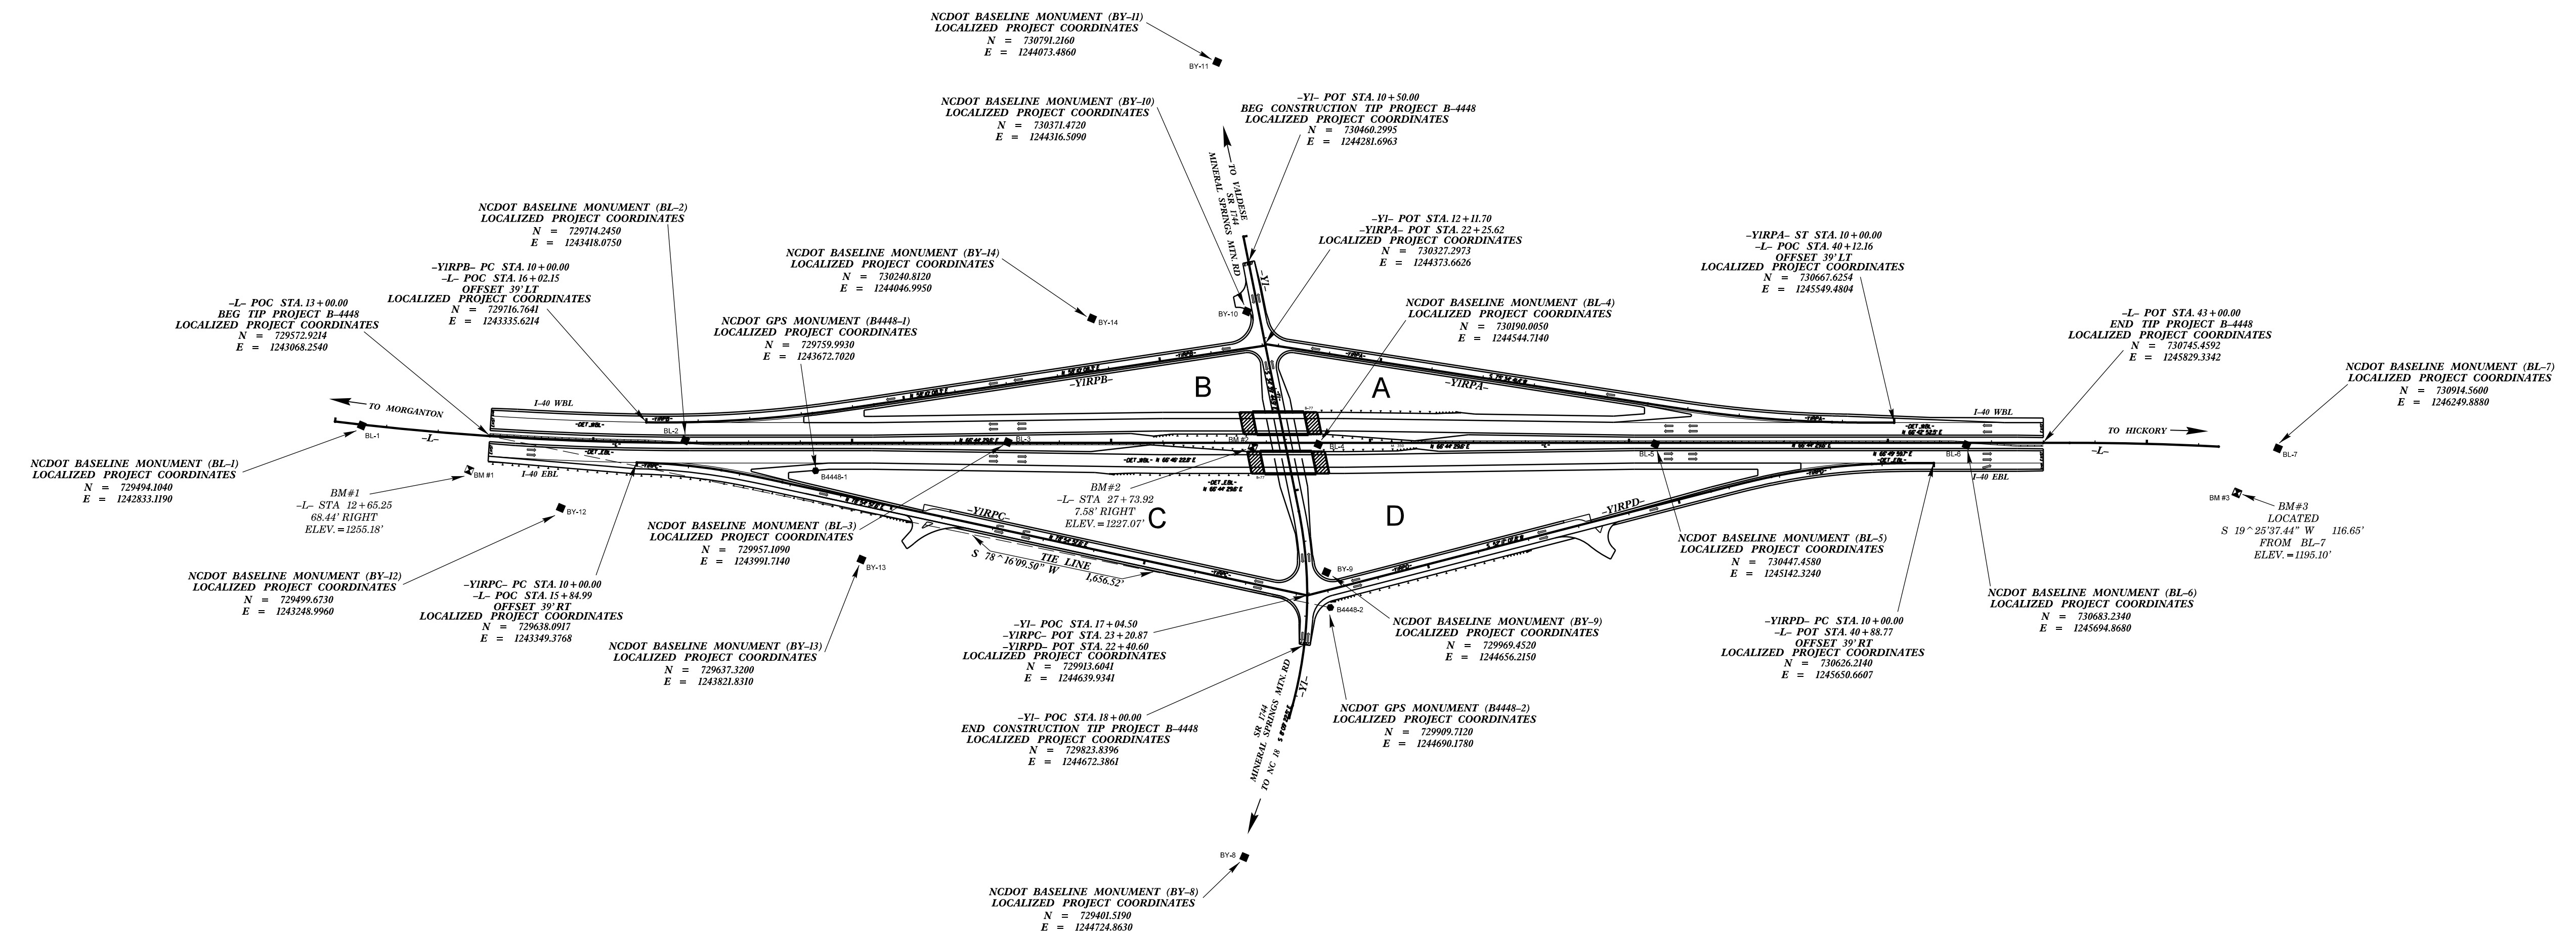 NCDOT BASELINE MONUMENT (BY-11)
LOCALIZED PROJECT COORDINATES
N = 730791.2160
E = 1244073.4860
BY-11
NCDOT BASELINE MONUMENT (BY-10)
LOCALIZED PROJECT COORDINATES
N = 730371.4720
E = 1244316.5090
-Y1- POT STA. 10+50.00
BEG CONSTRUCTION TIP PROJECT B-4448
LOCALIZED PROJECT COORDINATES
N = 730460.2995
E = 1244281.6963
TO VALDESE
SR 1744
MINERAL SPRINGS MTN. RD
NCDOT BASELINE MONUMENT (BL-2)
LOCALIZED PROJECT COORDINATES
N = 729714.2450
E = 1243418.0750
-Y1RPB- PC STA. 10+00.00
-L- POC STA. 16+02.15
OFFSET 39' LT
LOCALIZED PROJECT COORDINATES
N = 729716.7641
E = 1243335.6214
-L- POC STA. 13+00.00
BEG TIP PROJECT B-4448
LOCALIZED PROJECT COORDINATES
N = 729572.9214
E = 1243068.2540
NCDOT BASELINE MONUMENT (BY-14)
LOCALIZED PROJECT COORDINATES
N = 730240.8120
E = 1244046.9950
BY-14
NCDOT GPS MONUMENT (B4448-1)
LOCALIZED PROJECT COORDINATES
N = 729759.9930
E = 1243672.7020
-Y1- POT STA. 12+11.70
-Y1RPA- POT STA. 22+25.62
LOCALIZED PROJECT COORDINATES
N = 730327.2973
E = 1244373.6626
NCDOT BASELINE MONUMENT (BL-4)
LOCALIZED PROJECT COORDINATES
N = 730190.0050
E = 1244544.7140
-Y1RPA- ST STA. 10+00.00
-L- POC STA. 40+12.16
OFFSET 39' LT
LOCALIZED PROJECT COORDINATES
N = 730667.6254
E = 1245549.4804
-L- POT STA. 43+00.00
END TIP PROJECT B-4448
LOCALIZED PROJECT COORDINATES
N = 730745.4592
E = 1245829.3342
NCDOT BASELINE MONUMENT (BL-7)
LOCALIZED PROJECT COORDINATES
N = 730914.5600
E = 1246249.8880
-Y1-
BY-10
B
A
-Y1RPB-
-Y1RPA-
TO MORGANTON
I-40 WBL
I-40 WBL
TO HICKORY
BL-1
-L-
BL-2
BL-3
BM #2
BL-4
BL-5
BL-6
-L-
BL-7
-DET_WBL-
-DET_EBL-
-DET_WBL-
-DET_EBL-
-DET_WBL-
-DET_EBL-
NCDOT BASELINE MONUMENT (BL-1)
LOCALIZED PROJECT COORDINATES
N = 729494.1040
E = 1242833.1190
BM #1
I-40 EBL
I-40 EBL
B4448-1
BM#1
-L- STA 12+65.25
68.44' RIGHT
ELEV.=1255.18'
BY-12
BM#2
-L- STA 27+73.92
7.58' RIGHT
ELEV.=1227.07'
C
D
-Y1RPC-
-Y1RPD-
BM #3
BM#3
LOCATED
S 19^25'37.44" W 116.65'
FROM BL-7
ELEV.=1195.10'
NCDOT BASELINE MONUMENT (BL-3)
LOCALIZED PROJECT COORDINATES
N = 729957.1090
E = 1243991.7140
TIE LINE
S 78^16'09.50" W 1,656.52'
BY-13
BY-9
B4448-2
NCDOT BASELINE MONUMENT (BL-5)
LOCALIZED PROJECT COORDINATES
N = 730447.4580
E = 1245142.3240
NCDOT BASELINE MONUMENT (BY-12)
LOCALIZED PROJECT COORDINATES
N = 729499.6730
E = 1243248.9960
-Y1RPC- PC STA. 10+00.00
-L- POC STA. 15+84.99
OFFSET 39' RT
LOCALIZED PROJECT COORDINATES
N = 729638.0917
E = 1243349.3768
NCDOT BASELINE MONUMENT (BY-13)
LOCALIZED PROJECT COORDINATES
N = 729637.3200
E = 1243821.8310
-Y1- POC STA. 17+04.50
-Y1RPC- POT STA. 23+20.87
-Y1RPD- POT STA. 22+40.60
LOCALIZED PROJECT COORDINATES
N = 729913.6041
E = 1244639.9341
NCDOT BASELINE MONUMENT (BY-9)
LOCALIZED PROJECT COORDINATES
N = 729969.4520
E = 1244656.2150
-Y1RPD- PC STA. 10+00.00
-L- POT STA. 40+88.77
OFFSET 39' RT
LOCALIZED PROJECT COORDINATES
N = 730626.2140
E = 1245650.6607
NCDOT BASELINE MONUMENT (BL-6)
LOCALIZED PROJECT COORDINATES
N = 730683.2340
E = 1245694.8680
-Y1- POC STA. 18+00.00
END CONSTRUCTION TIP PROJECT B-4448
LOCALIZED PROJECT COORDINATES
N = 729823.8396
E = 1244672.3861
SR 1744
MINERAL SPRINGS MTN. RD
TO NC 18
-Y1-
NCDOT GPS MONUMENT (B4448-2)
LOCALIZED PROJECT COORDINATES
N = 729909.7120
E = 1244690.1780
BY-8
NCDOT BASELINE MONUMENT (BY-8)
LOCALIZED PROJECT COORDINATES
N = 729401.5190
E = 1244724.8630